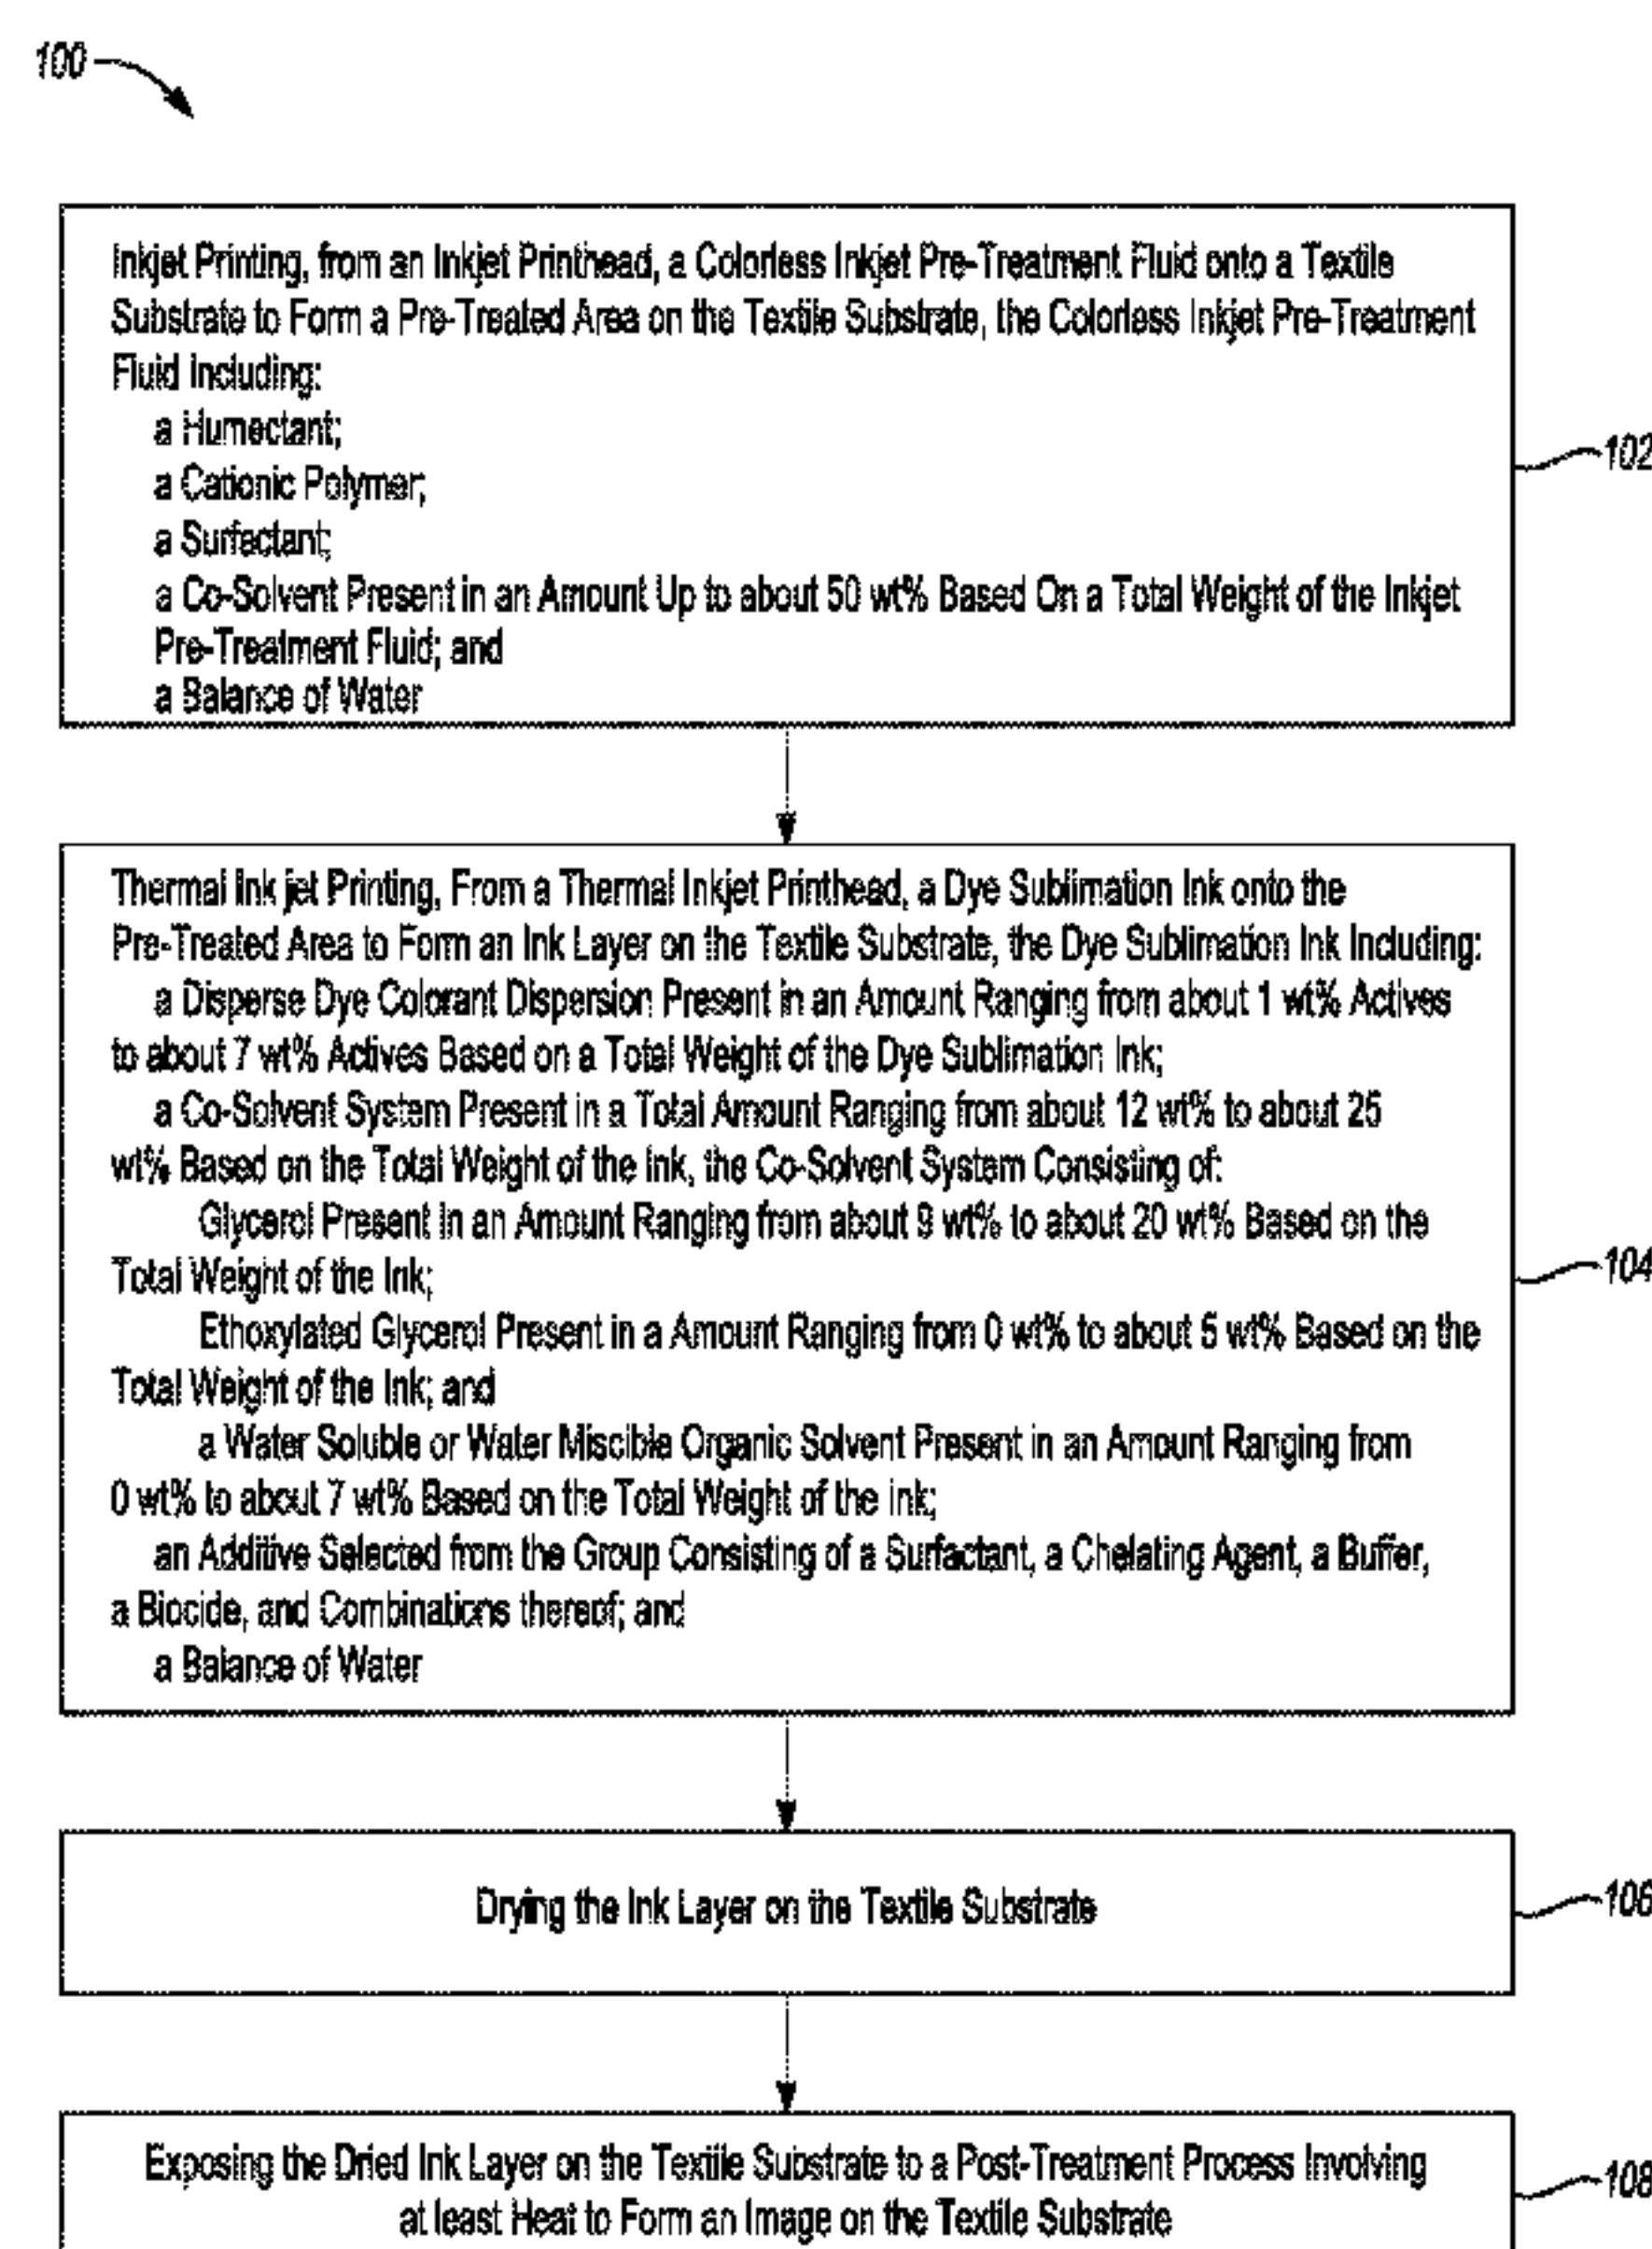 100
Inkjet Printing, from an Inkjet Printhead, a Colorless Inkjet Pre-Treatment Fluid onto a Textile
Substrate to Form a Pre-Treated Area on the Textile Substrate, the Colorless Inkjet Pre-Treatment
Fluid Including:
a Humectant;
a Cationic Polymer;
a Surfactant;
a Co-Solvent Present in an Amount Up to about 50 wt% Based On a Total Weight of the Inkjet
Pre-Treatment Fluid; and
a Balance of Water
102
Thermal Ink jet Printing, From a Thermal Inkjet Printhead, a Dye Sublimation Ink onto the
Pre-Treated Area to Form an Ink Layer on the Textile Substrate, the Dye Sublimation Ink Including:
a Disperse Dye Colorant Dispersion Present in an Amount Ranging from about 1 wt% Actives
to about 7 wt% Actives Based on a Total Weight of the Dye Sublimation Ink;
a Co-Solvent System Present in a Total Amount Ranging from about 12 wt% to about 25
wt% Based on the Total Weight of the Ink, the Co-Solvent System Consisting of:
Glycerol Present in an Amount Ranging from about 9 wt% to about 20 wt% Based on the
Total Weight of the Ink;
Ethoxylated Glycerol Present in a Amount Ranging from 0 wt% to about 5 wt% Based on the
Total Weight of the Ink; and
a Water Soluble or Water Miscible Organic Solvent Present in an Amount Ranging from
0 wt% to about 7 wt% Based on the Total Weight of the ink;
an Additive Selected from the Group Consisting of a Surfactant, a Chelating Agent, a Buffer,
a Biocide, and Combinations thereof; and
a Balance of Water
104
Drying the Ink Layer on the Textile Substrate
106
Exposing the Dried Ink Layer on the Textile Substrate to a Post-Treatment Process Involving
at least Heat to Form an Image on the Textile Substrate
108